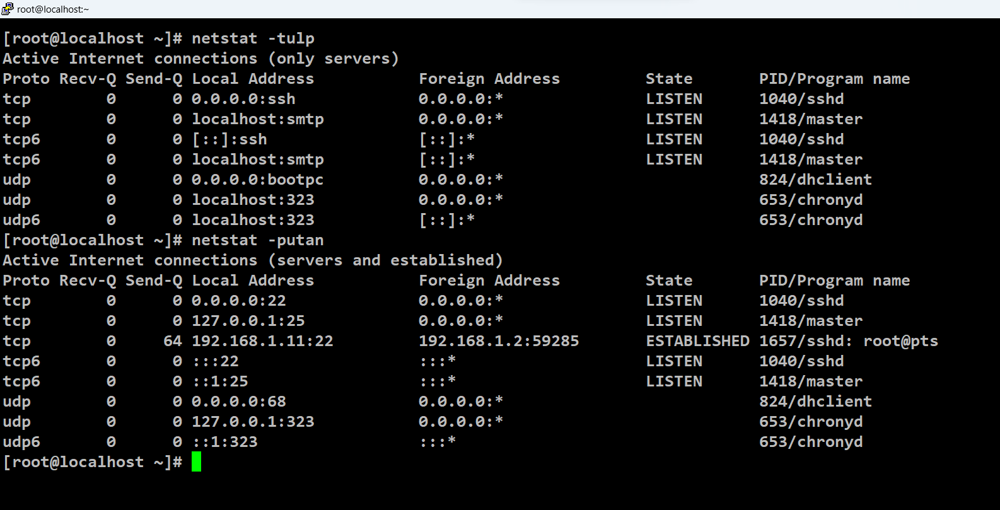 root@localhost:~
[root@localhost ~]# netstat -tulp
Active Internet connections (only servers)
Proto Recv-Q Send-Q Local Address           Foreign Address         State       PID/Program name
tcp        0      0 0.0.0.0:ssh             0.0.0.0:*               LISTEN      1040/sshd
tcp        0      0 localhost:smtp          0.0.0.0:*               LISTEN      1418/master
tcp6       0      0 [::]:ssh                [::]:*                  LISTEN      1040/sshd
tcp6       0      0 localhost:smtp          [::]:*                  LISTEN      1418/master
udp        0      0 0.0.0.0:bootpc          0.0.0.0:*                           824/dhclient
udp        0      0 localhost:323           0.0.0.0:*                           653/chronyd
udp6       0      0 localhost:323           [::]:*                              653/chronyd
[root@localhost ~]# netstat -putan
Active Internet connections (servers and established)
Proto Recv-Q Send-Q Local Address           Foreign Address         State       PID/Program name
tcp        0      0 0.0.0.0:22              0.0.0.0:*               LISTEN      1040/sshd
tcp        0      0 127.0.0.1:25            0.0.0.0:*               LISTEN      1418/master
tcp        0     64 192.168.1.11:22         192.168.1.2:59285       ESTABLISHED 1657/sshd: root@pts
tcp6       0      0 :::22                   :::*                    LISTEN      1040/sshd
tcp6       0      0 ::1:25                  :::*                    LISTEN      1418/master
udp        0      0 0.0.0.0:68              0.0.0.0:*                           824/dhclient
udp        0      0 127.0.0.1:323           0.0.0.0:*                           653/chronyd
udp6       0      0 ::1:323                 :::*                                653/chronyd
[root@localhost ~]#